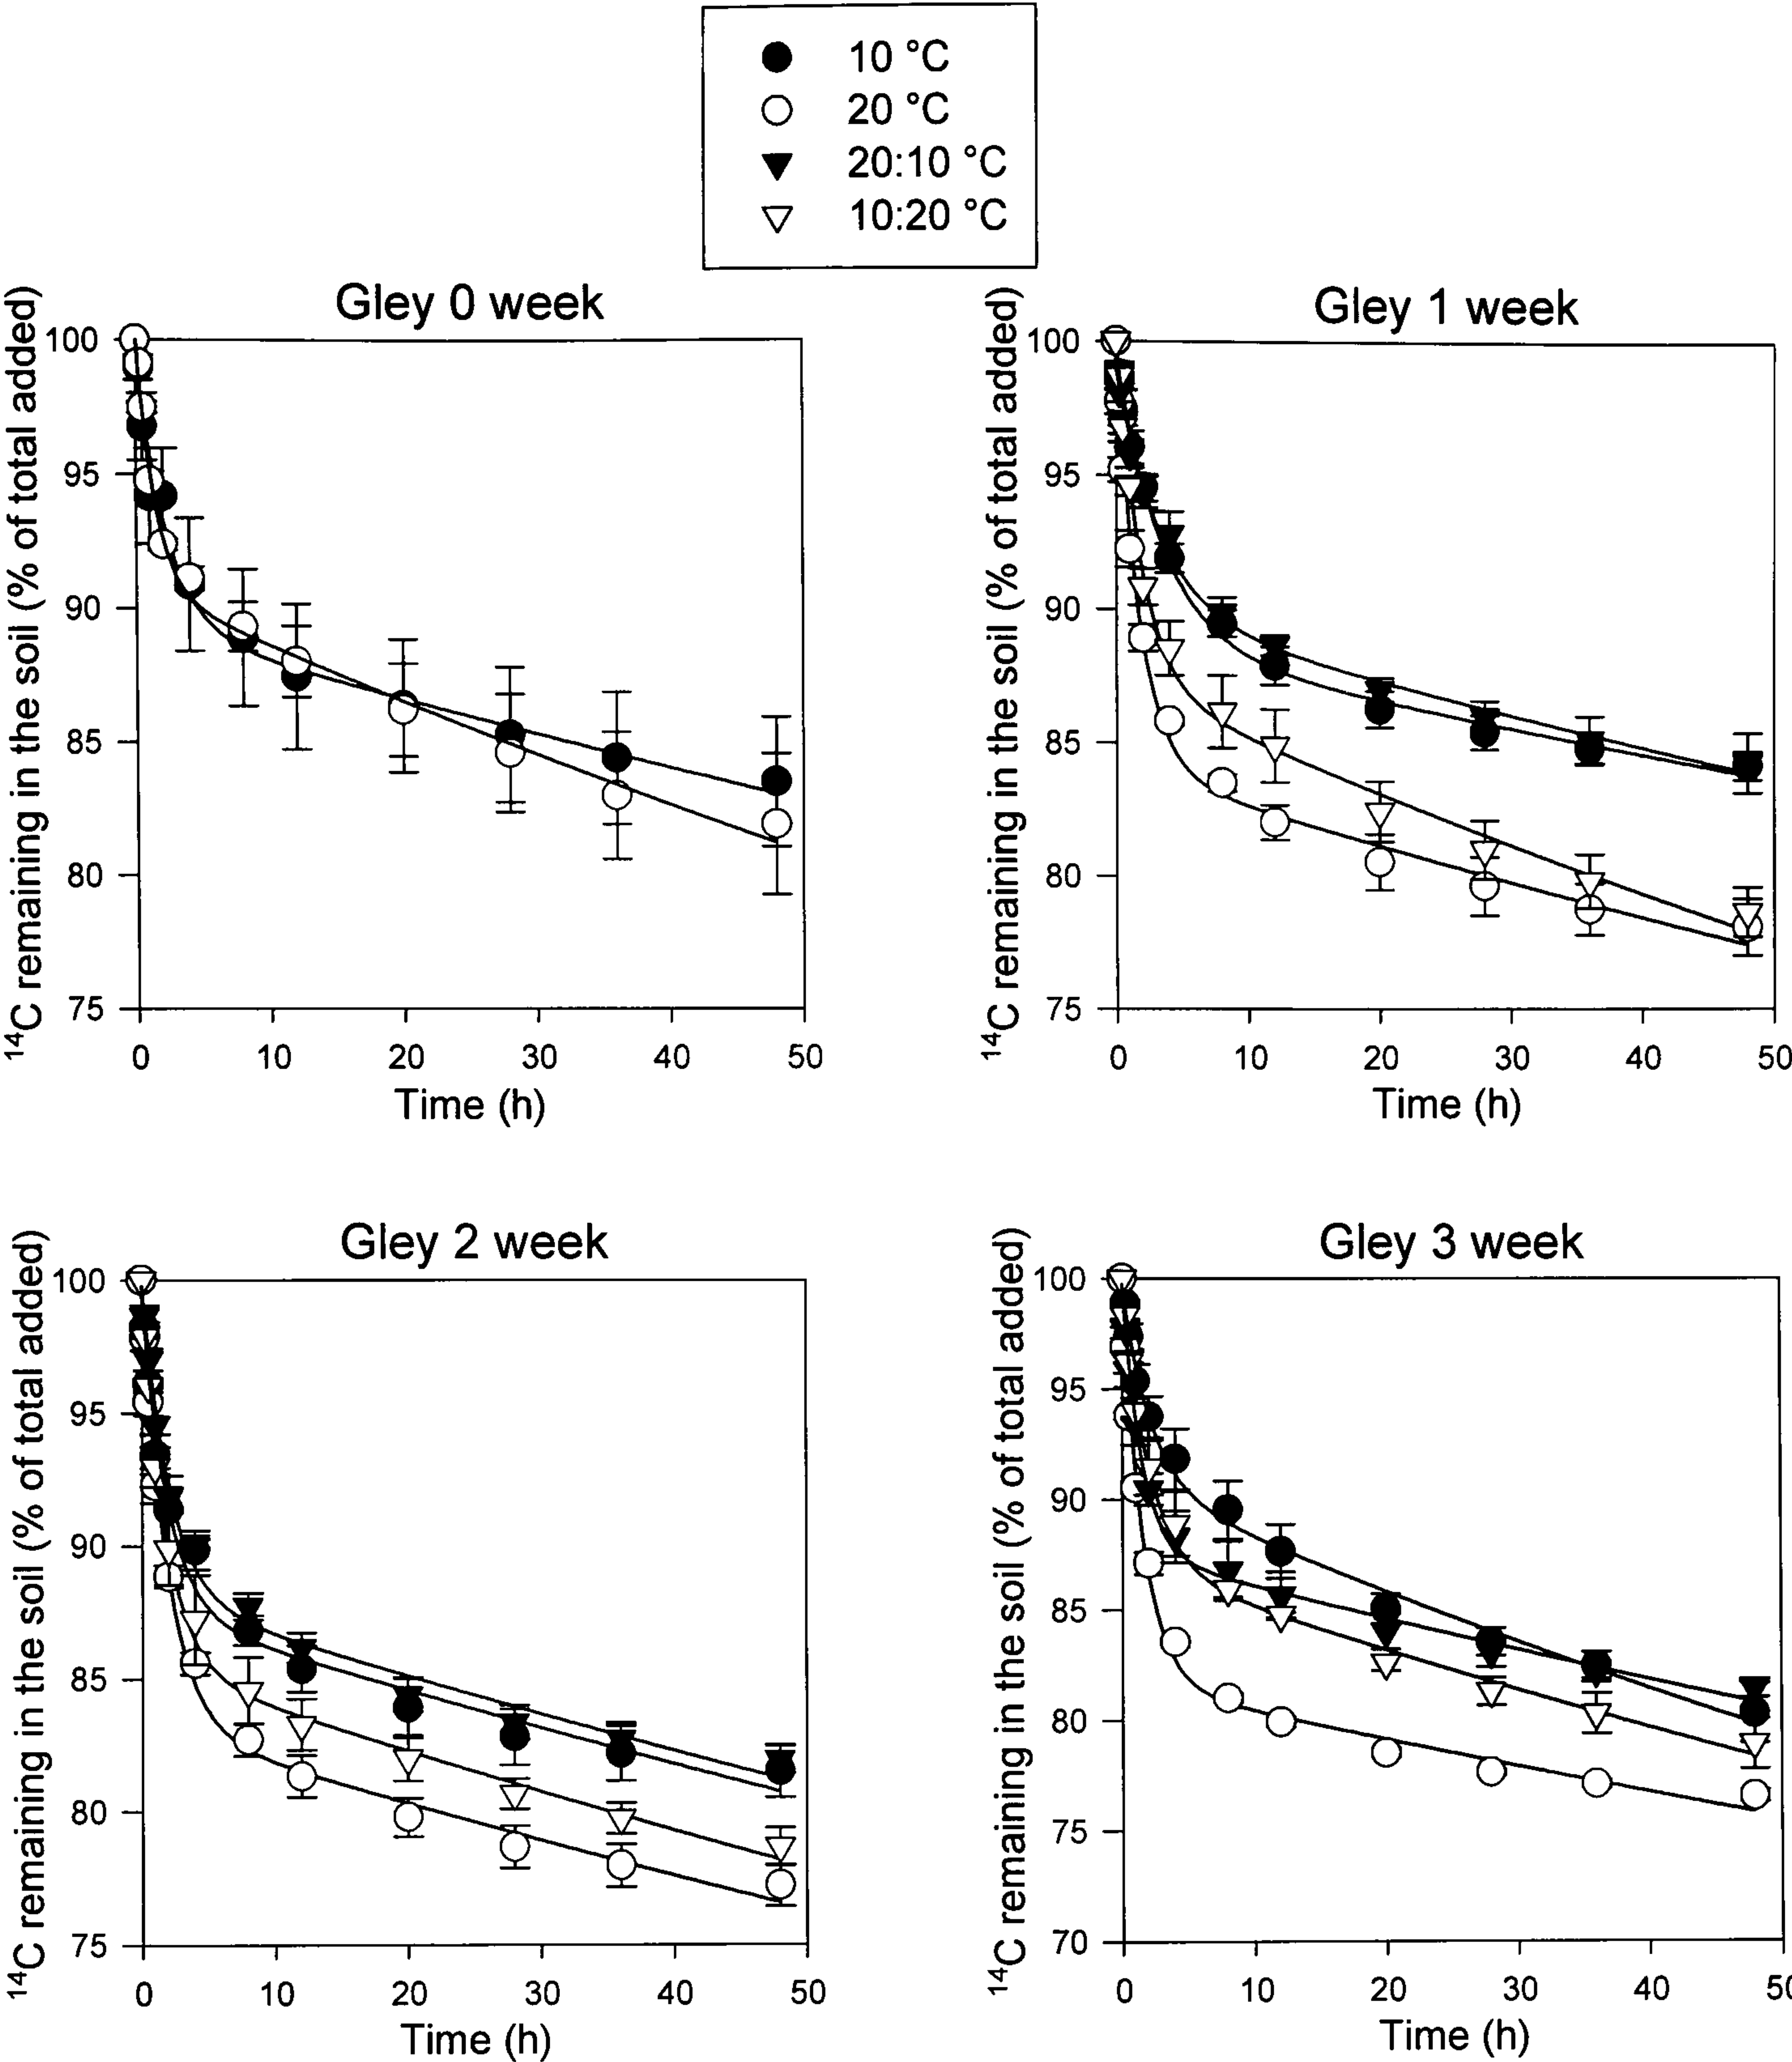 10 °C
20 °C
20:10 °C
10:20 °C
Gley 0 week
¹⁴C remaining in the soil (% of total added)
100
95
90
85
80
75
0 10 20 30 40 50
Time (h)
Gley 1 week
¹⁴C remaining in the soil (% of total added)
100
95
90
85
80
75
0 10 20 30 40 50
Time (h)
Gley 2 week
¹⁴C remaining in the soil (% of total added)
100
95
90
85
80
75
0 10 20 30 40 50
Time (h)
Gley 3 week
¹⁴C remaining in the soil (% of total added)
100
95
90
85
80
75
70
0 10 20 30 40 50
Time (h)